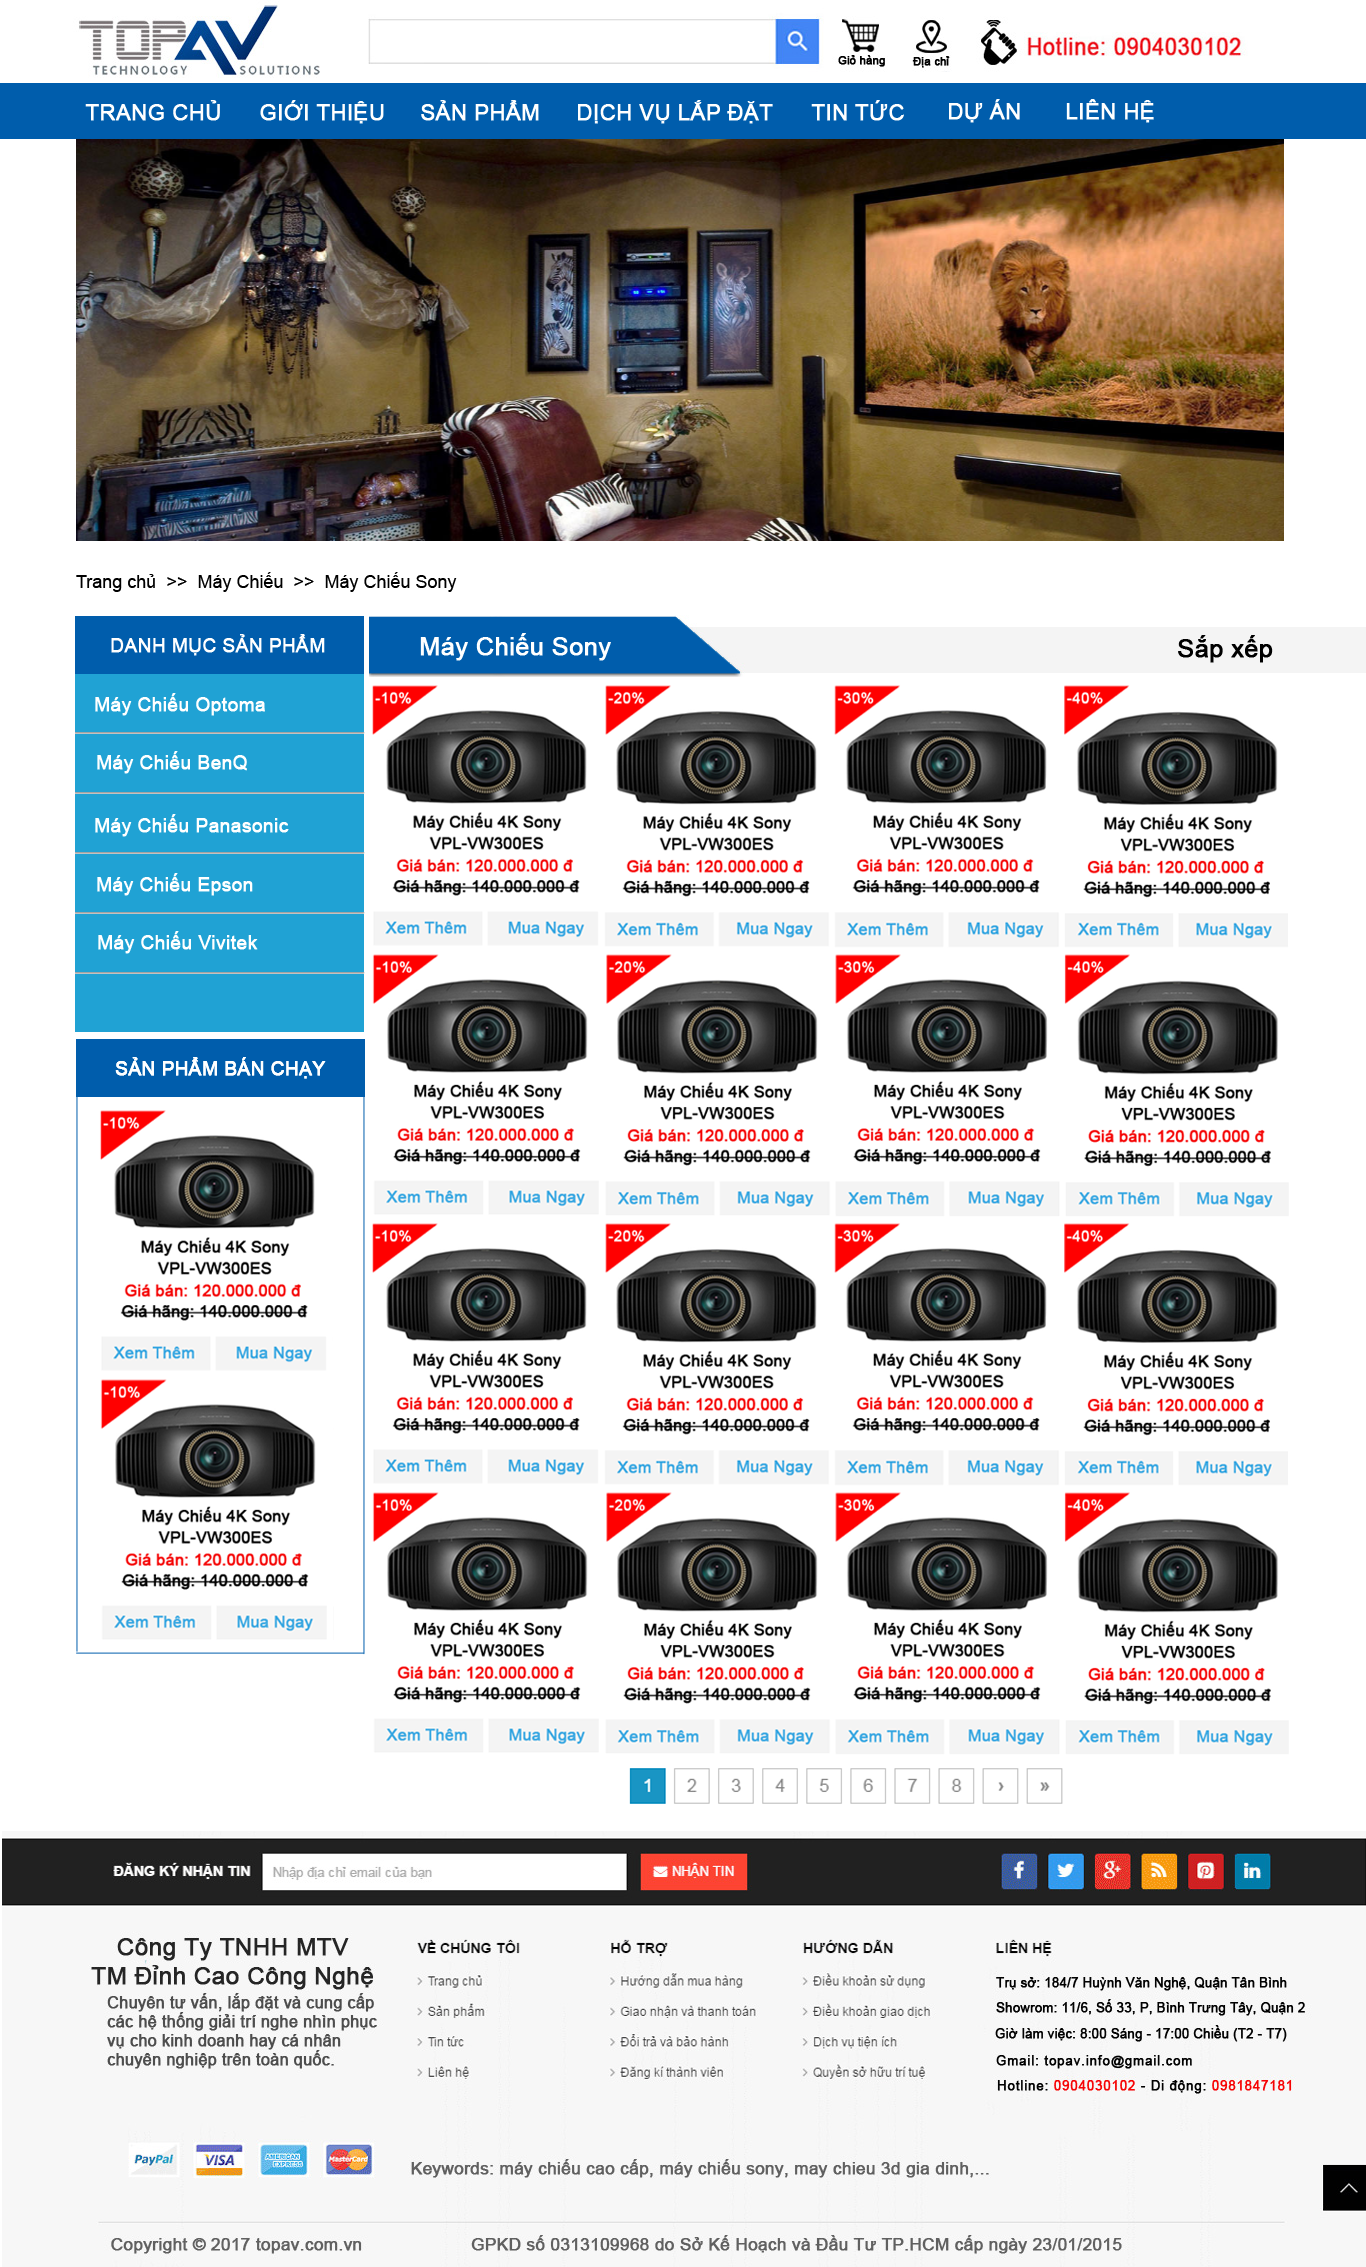 TOPAV
TECHNOLOGY SOLUTIONS
Giỏ hàng
Địa chỉ
Hotline: 0904030102
TRANG CHỦ GIỚI THIỆU SẢN PHẨM DỊCH VỤ LẮP ĐẶT TIN TỨC DỰ ÁN LIÊN HỆ
Trang chủ >> Máy Chiếu >> Máy Chiếu Sony
DANH MỤC SẢN PHẨM
Máy Chiếu Optoma
Máy Chiếu BenQ
Máy Chiếu Panasonic
Máy Chiếu Epson
Máy Chiếu Vivitek
SẢN PHẨM BÁN CHẠY
-10%
Máy Chiếu 4K Sony
VPL-VW300ES
Giá bán: 120.000.000 đ
Giá hãng: 140.000.000 đ
Xem Thêm Mua Ngay
-10%
Máy Chiếu 4K Sony
VPL-VW300ES
Giá bán: 120.000.000 đ
Giá hãng: 140.000.000 đ
Xem Thêm Mua Ngay
Máy Chiếu Sony
Sắp xếp
-10% -20% -30% -40%
Máy Chiếu 4K Sony Máy Chiếu 4K Sony Máy Chiếu 4K Sony Máy Chiếu 4K Sony
VPL-VW300ES VPL-VW300ES VPL-VW300ES VPL-VW300ES
Giá bán: 120.000.000 đ Giá bán: 120.000.000 đ Giá bán: 120.000.000 đ Giá bán: 120.000.000 đ
Giá hãng: 140.000.000 đ Giá hãng: 140.000.000 đ Giá hãng: 140.000.000 đ Giá hãng: 140.000.000 đ
Xem Thêm Mua Ngay Xem Thêm Mua Ngay Xem Thêm Mua Ngay Xem Thêm Mua Ngay
-10% -20% -30% -40%
Máy Chiếu 4K Sony Máy Chiếu 4K Sony Máy Chiếu 4K Sony Máy Chiếu 4K Sony
VPL-VW300ES VPL-VW300ES VPL-VW300ES VPL-VW300ES
Giá bán: 120.000.000 đ Giá bán: 120.000.000 đ Giá bán: 120.000.000 đ Giá bán: 120.000.000 đ
Giá hãng: 140.000.000 đ Giá hãng: 140.000.000 đ Giá hãng: 140.000.000 đ Giá hãng: 140.000.000 đ
Xem Thêm Mua Ngay Xem Thêm Mua Ngay Xem Thêm Mua Ngay Xem Thêm Mua Ngay
-10% -20% -30% -40%
Máy Chiếu 4K Sony Máy Chiếu 4K Sony Máy Chiếu 4K Sony Máy Chiếu 4K Sony
VPL-VW300ES VPL-VW300ES VPL-VW300ES VPL-VW300ES
Giá bán: 120.000.000 đ Giá bán: 120.000.000 đ Giá bán: 120.000.000 đ Giá bán: 120.000.000 đ
Giá hãng: 140.000.000 đ Giá hãng: 140.000.000 đ Giá hãng: 140.000.000 đ Giá hãng: 140.000.000 đ
Xem Thêm Mua Ngay Xem Thêm Mua Ngay Xem Thêm Mua Ngay Xem Thêm Mua Ngay
-10% -20% -30% -40%
Máy Chiếu 4K Sony Máy Chiếu 4K Sony Máy Chiếu 4K Sony Máy Chiếu 4K Sony
VPL-VW300ES VPL-VW300ES VPL-VW300ES VPL-VW300ES
Giá bán: 120.000.000 đ Giá bán: 120.000.000 đ Giá bán: 120.000.000 đ Giá bán: 120.000.000 đ
Giá hãng: 140.000.000 đ Giá hãng: 140.000.000 đ Giá hãng: 140.000.000 đ Giá hãng: 140.000.000 đ
Xem Thêm Mua Ngay Xem Thêm Mua Ngay Xem Thêm Mua Ngay Xem Thêm Mua Ngay
1 2 3 4 5 6 7 8 › »
ĐĂNG KÝ NHẬN TIN Nhập địa chỉ email của bạn NHẬN TIN
Công Ty TNHH MTV
TM Đỉnh Cao Công Nghệ
Chuyên tư vấn, lắp đặt và cung cấp
các hệ thống giải trí nghe nhìn phục
vụ cho kinh doanh hay cá nhân
chuyên nghiệp trên toàn quốc.
VỀ CHÚNG TÔI
Trang chủ
Sản phẩm
Tin tức
Liên hệ
HỖ TRỢ
Hướng dẫn mua hàng
Giao nhận và thanh toán
Đổi trả và bảo hành
Đăng kí thành viên
HƯỚNG DẪN
Điều khoản sử dụng
Điều khoản giao dịch
Dịch vụ tiện ích
Quyền sở hữu trí tuệ
LIÊN HỆ
Trụ sở: 184/7 Huỳnh Văn Nghệ, Quận Tân Bình
Showrom: 11/6, Số 33, P, Bình Trưng Tây, Quận 2
Giờ làm việc: 8:00 Sáng - 17:00 Chiều (T2 - T7)
Gmail: topav.info@gmail.com
Hotline: 0904030102 - Di động: 0981847181
PayPal VISA AMERICAN EXPRESS MasterCard
Keywords: máy chiếu cao cấp, máy chiếu sony, may chieu 3d gia dinh,...
Copyright © 2017 topav.com.vn
GPKD số 0313109968 do Sở Kế Hoạch và Đầu Tư TP.HCM cấp ngày 23/01/2015